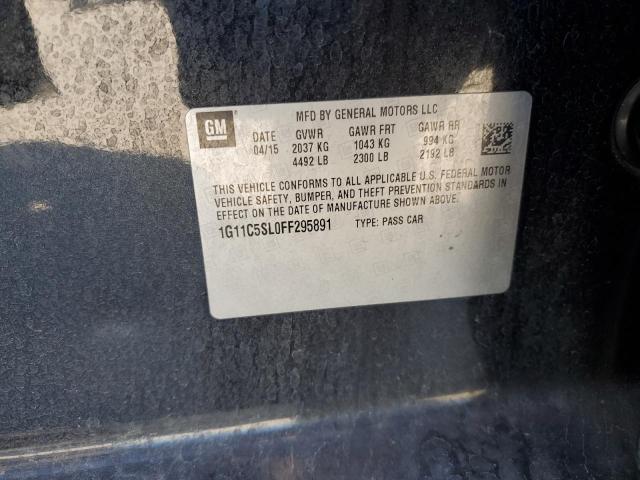 GM
MFD BY GENERAL MOTORS LLC
DATE GVWR GAWR FRT GAWR RR
04/15 2037 KG 1043 KG 994 KG
4492 LB 2300 LB 2192 LB
THIS VEHICLE CONFORMS TO ALL APPLICABLE U.S. FEDERAL MOTOR
VEHICLE SAFETY, BUMPER, AND THEFT PREVENTION STANDARDS IN
EFFECT ON THE DATE OF MANUFACTURE SHOWN ABOVE.
1G11C5SL0FF295891 TYPE: PASS CAR